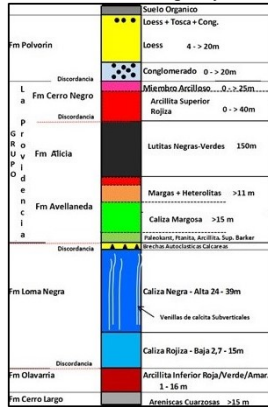 Suelo Organico
Loess + Tosca + Cong.
Fm Polvorin
Loess 4 - >20m
Conglomerado 0 - >20m
Discordancia
Miembro Arcilloso 0 - >25m
Fm Cerro Negro
Arcillita Superior
Rojiza 0 - >40m
Discordancia
GRUPO
La Providencia
Fm Alicia
Lutitas Negras-Verdes 150m
Margas + Heterolitas >11 m
Fm Avellaneda
Caliza Margosa >15 m
Paleokarst, Ftanita, Arcillita, Sup. Barker
Discordancia
Brechas Autoclasticas Calcareas
Fm Loma Negra
Caliza Negra - Alta 24 - 39m
Venillas de calcita Subverticales
Caliza Rojiza - Baja 2,7 - 15m
Discordancia
Fm Olavarria
Arcillita Inferior Roja/Verde/Amar.
1 - 16 m
Fm Cerro Largo
Areniscas Cuarzosas >15 m